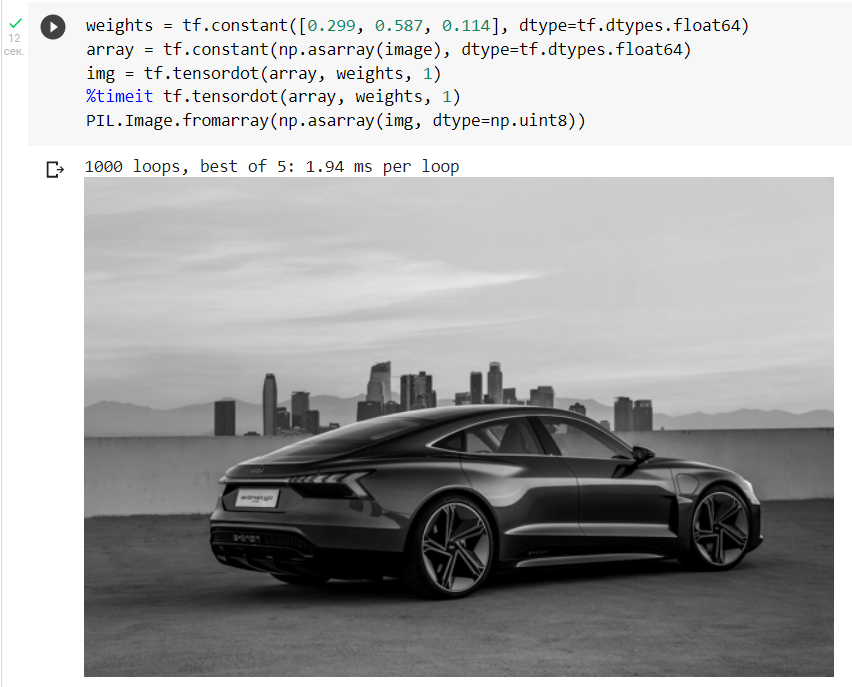 weights = tf.constant([0.299, 0.587, 0.114], dtype=tf.dtypes.float64)
array = tf.constant(np.asarray(image), dtype=tf.dtypes.float64)
img = tf.tensordot(array, weights, 1)
%timeit tf.tensordot(array, weights, 1)
PIL.Image.fromarray(np.asarray(img, dtype=np.uint8))
12
сек.
1000 loops, best of 5: 1.94 ms per loop
e-tron